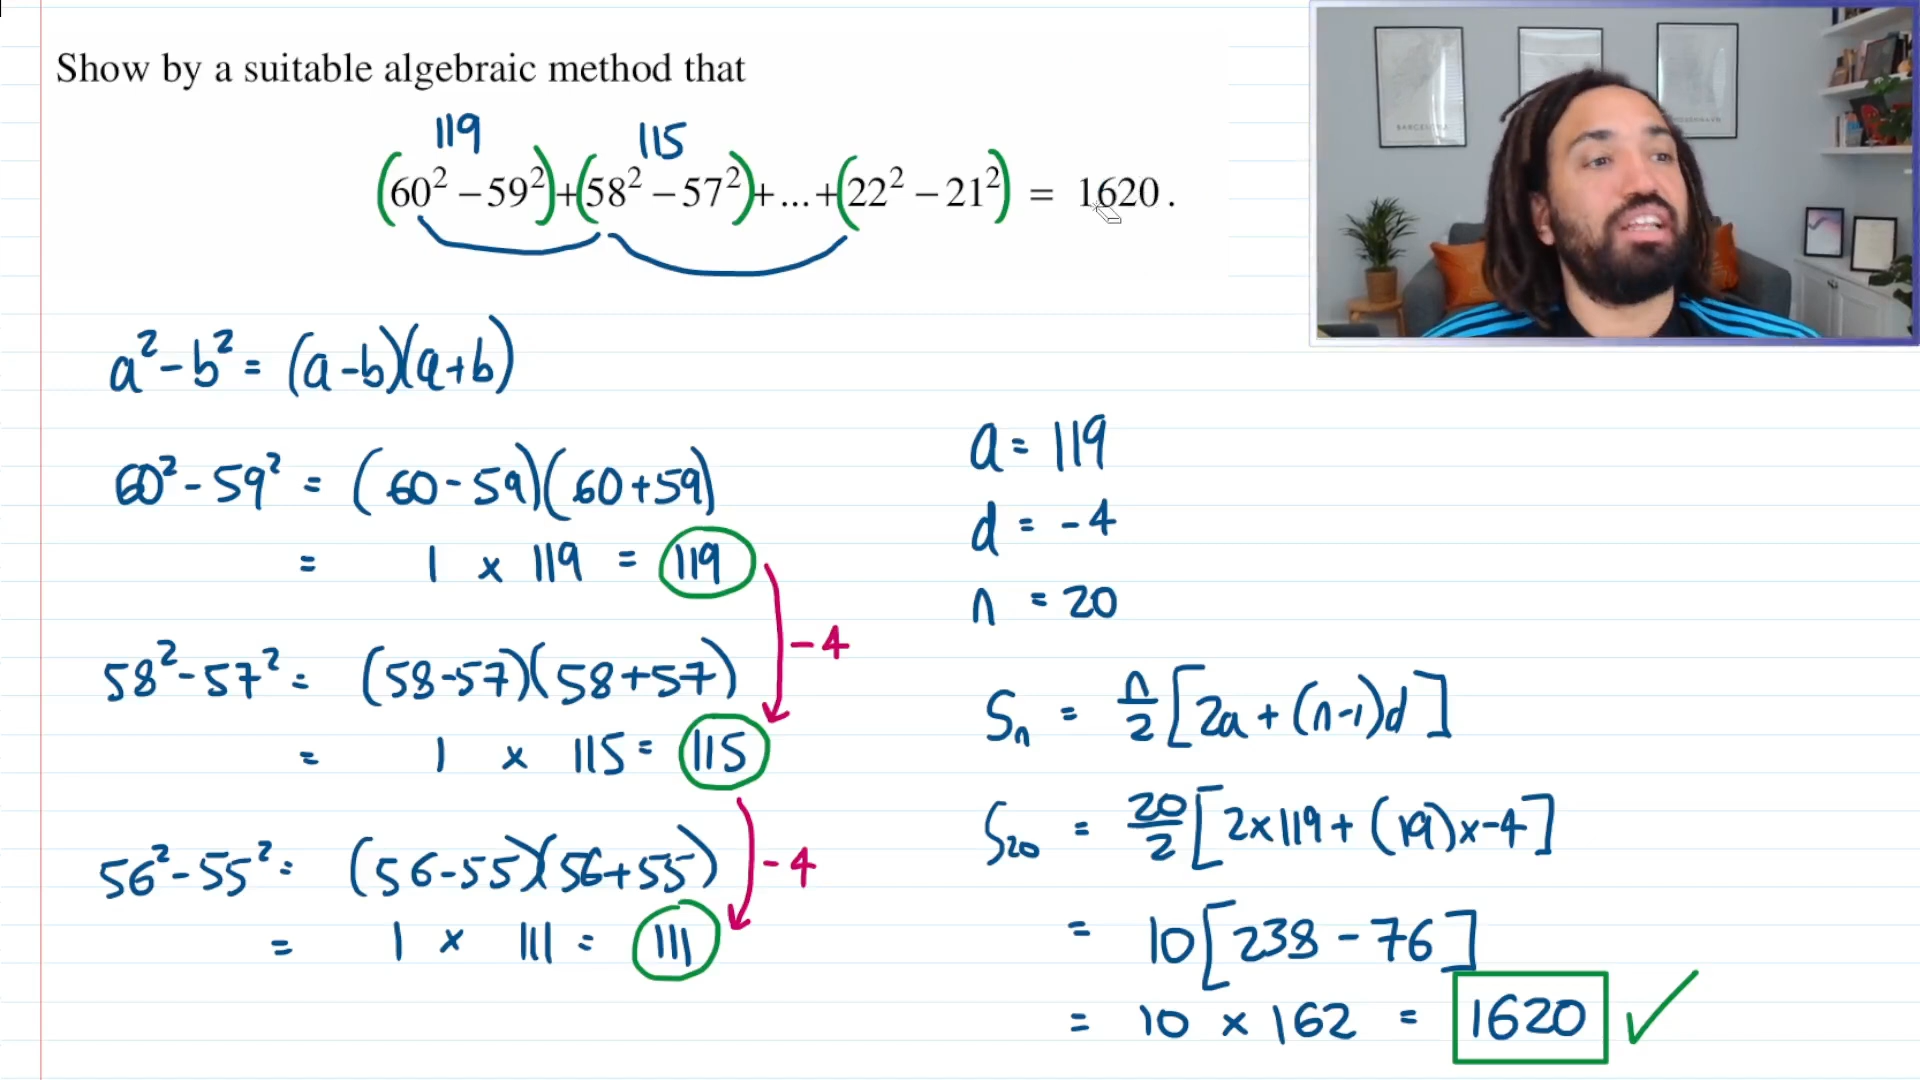 Show by a suitable algebraic method that
119 115
(60² − 59²) + (58² − 57²) + ... + (22² − 21²) = 1620.
BARCELONA
a² - b² = (a-b)(a+b)
60² - 59² = (60-59)(60+59)
= 1 × 119 = 119
-4
58² - 57² = (58-57)(58+57)
= 1 × 115 = 115
-4
56² - 55² = (56-55)(56+55)
= 1 × 111 = 111
a = 119
d = -4
n = 20
Sₙ = n/2 [2a + (n-1)d]
S₂₀ = 20/2 [2×119 + (19)×-4]
= 10[238 - 76]
= 10 × 162 = 1620 ✓